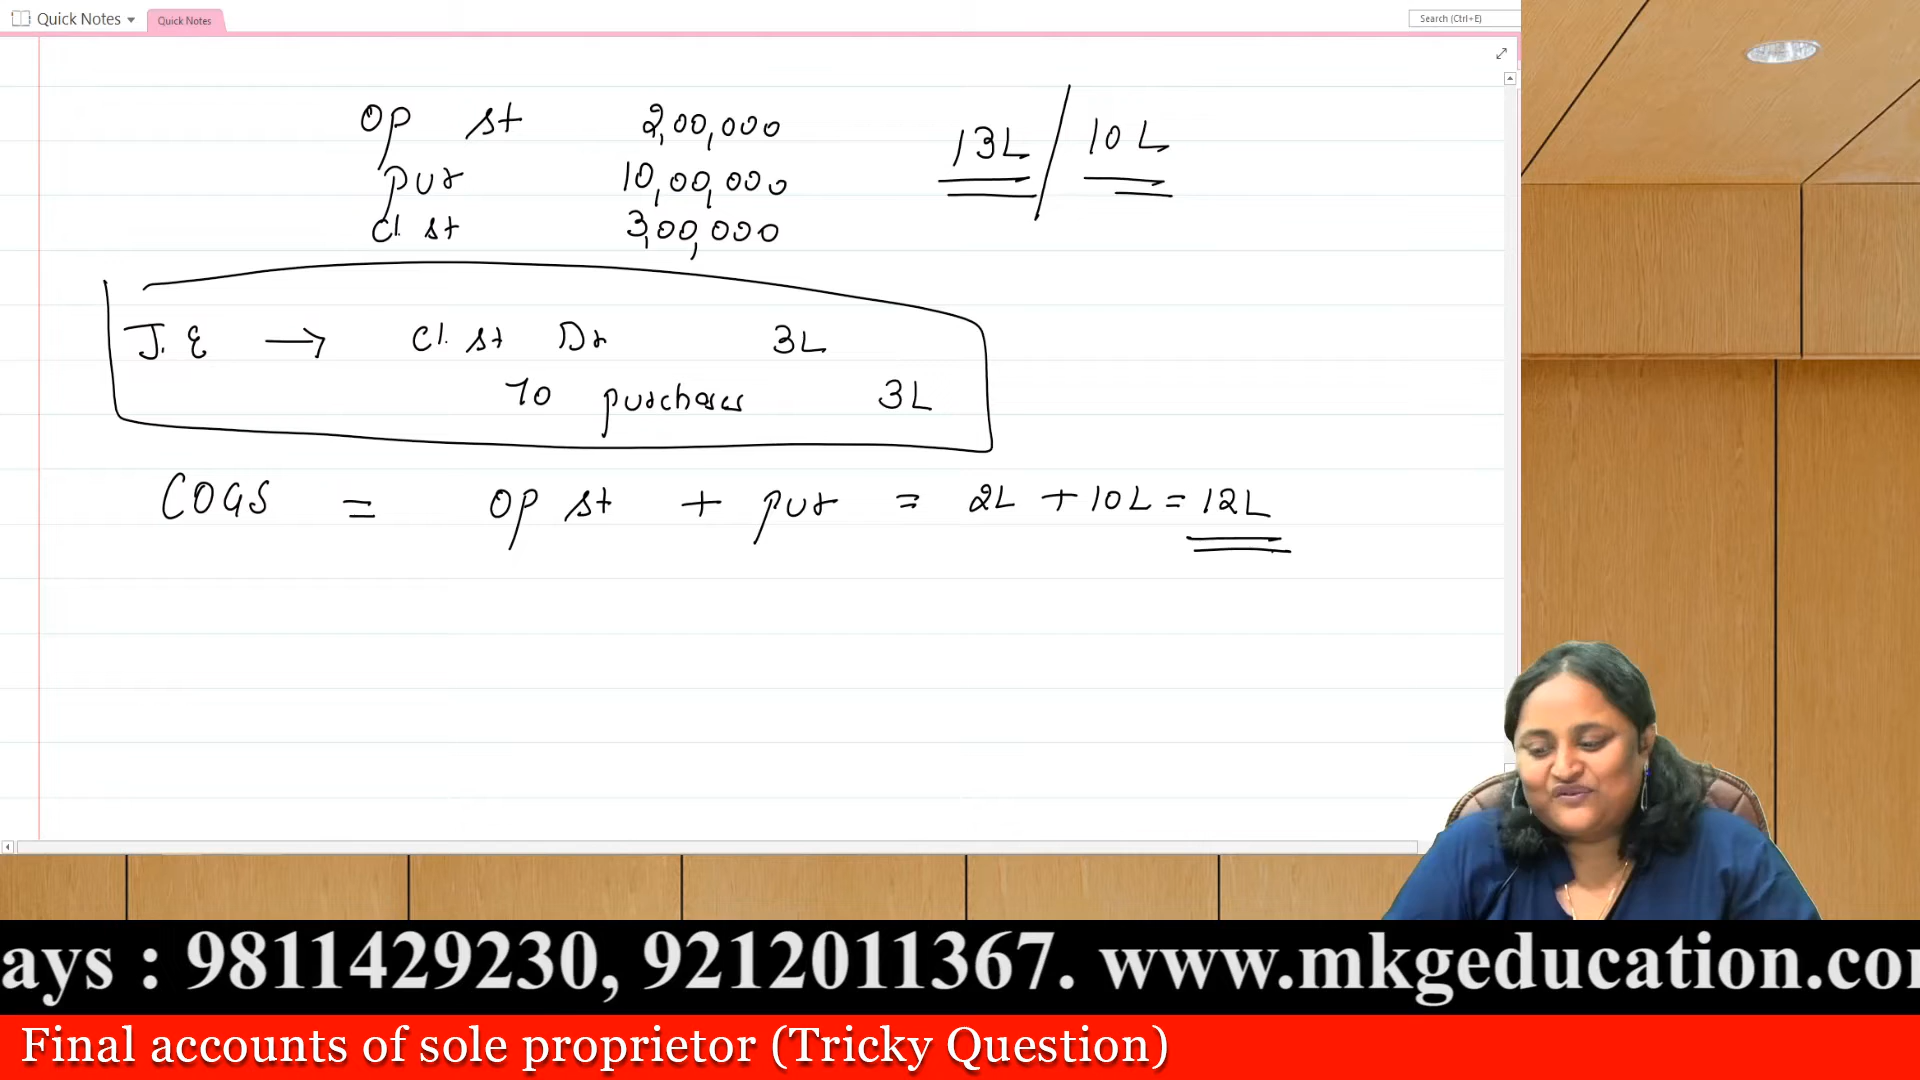 Quick Notes
Quick Notes
Search (Ctrl+E)
Op st 2,00,000
pur 10,00,000
Cl. st 3,00,000
13L / 10L
J. E → Cl. st Dr 3L
To purchases 3L
COGS = OP st + pur = 2L + 10L = 12L
ays : 9811429230, 9212011367. www.mkgeducation.co
Final accounts of sole proprietor (Tricky Question)